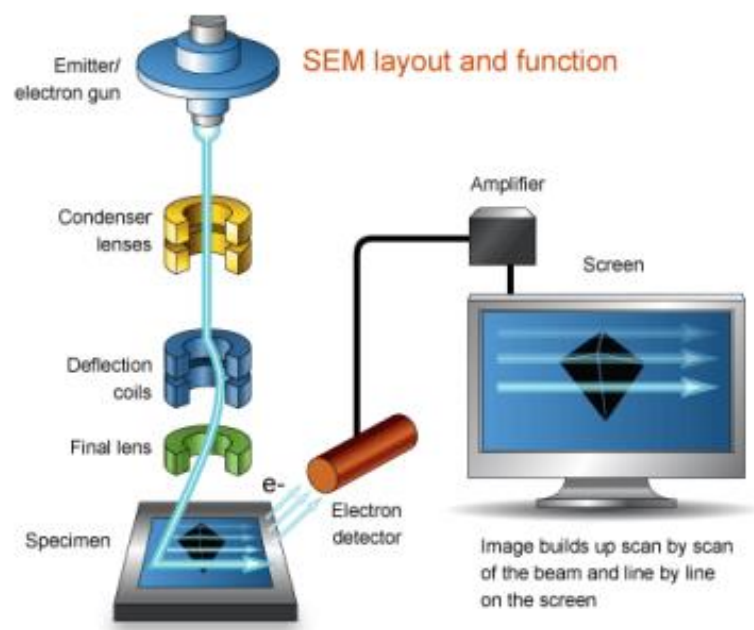 SEM layout and function
Emitter/
electron gun
Condenser
lenses
Amplifier
Screen
Deflection
coils
Final lens
e-
Electron
detector
Specimen
Image builds up scan by scan
of the beam and line by line
on the screen